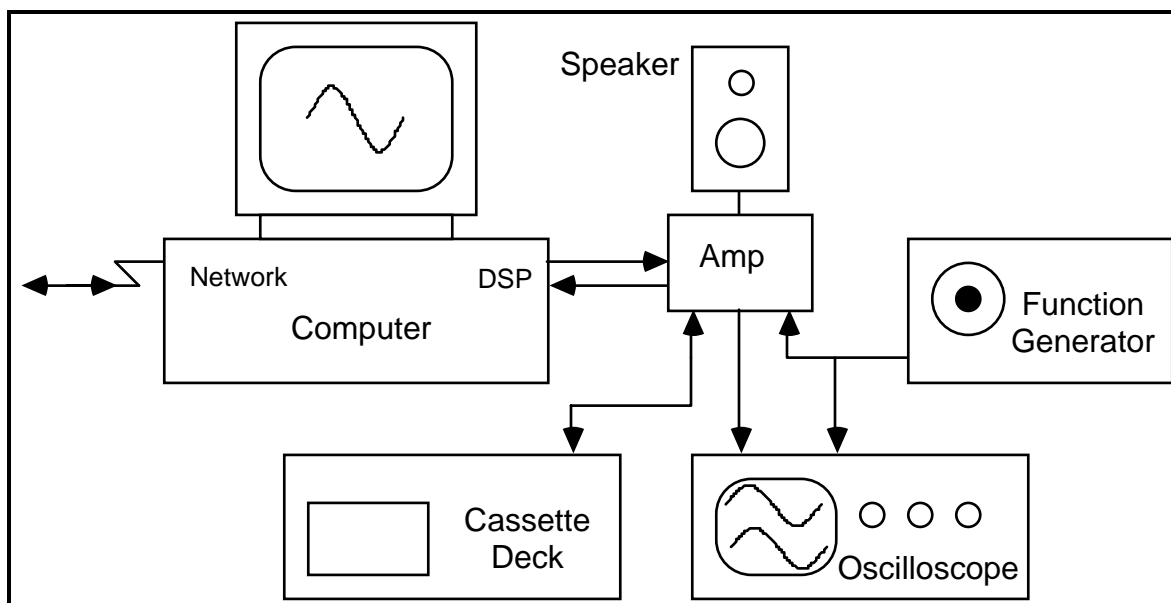 Speaker
Network
DSP
Computer
Amp
Function
Generator
Cassette
Deck
Oscilloscope